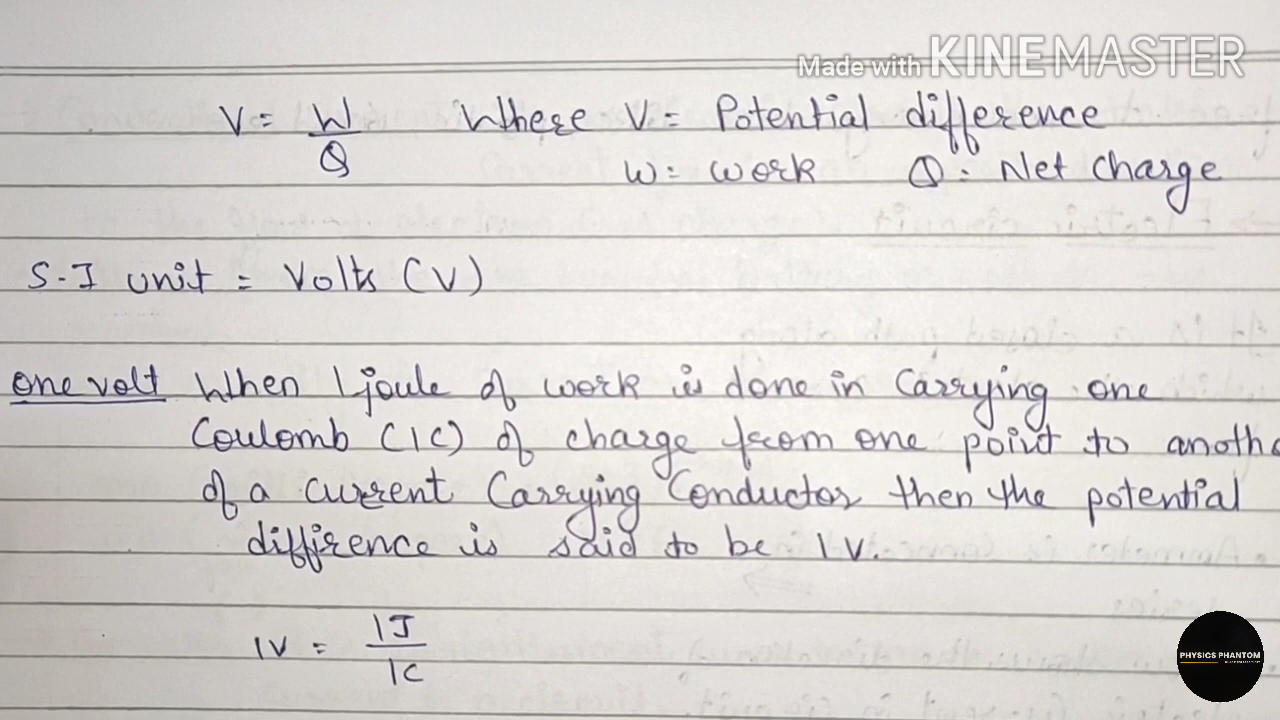 Made with KINEMASTER
V = W/Q Where V = Potential difference
W = Work Q = Net Charge
S.I unit = Volts (V)
one volt When 1 joule of work is done in Carrying one
Coulomb (1C) of charge from one point to anothe
of a current Carrying Conductor then the potential
diffirence is said to be 1V.
1V = 1J/1C
PHYSICS PHANTOM